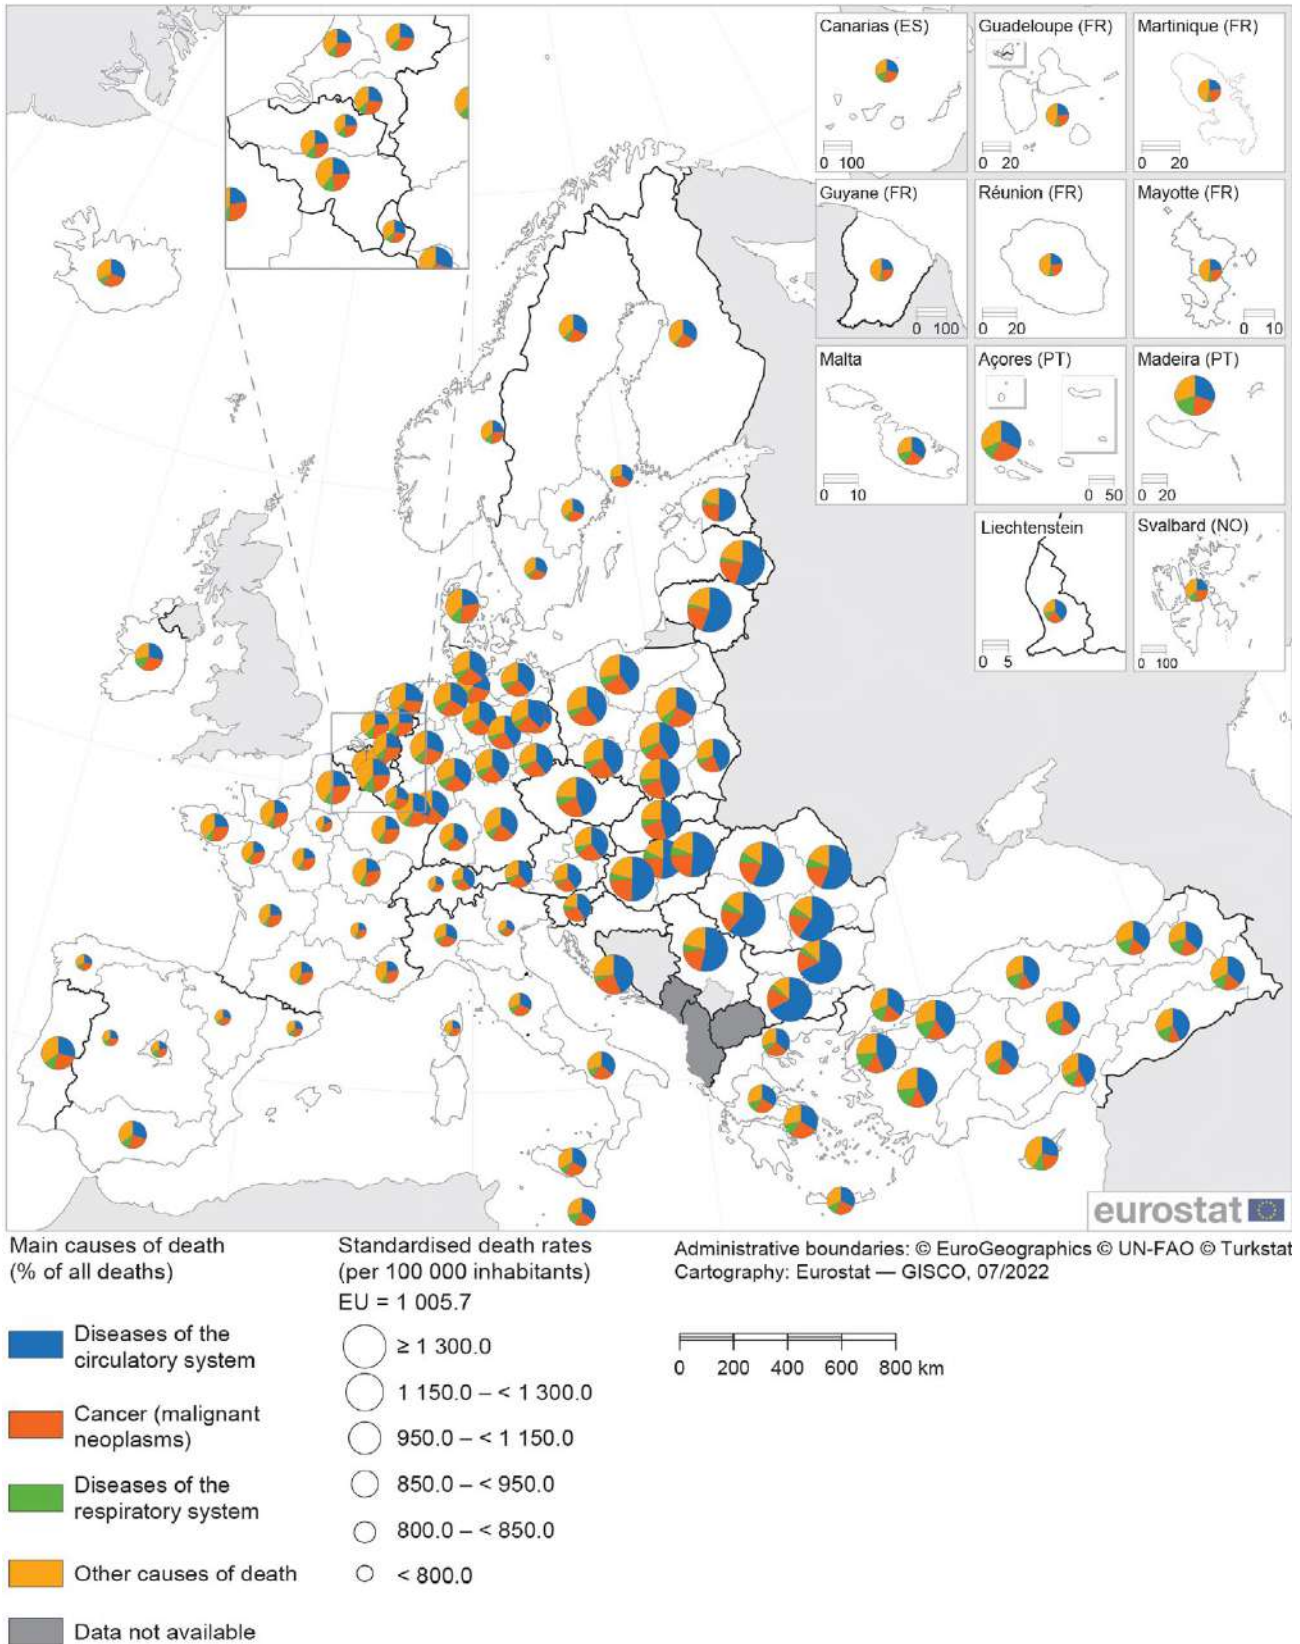 Canarias (ES)
0 100
Guadeloupe (FR)
0 20
Martinique (FR)
0 20
Guyane (FR)
0 100
Réunion (FR)
0 20
Mayotte (FR)
0 10
Malta
0 10
Açores (PT)
0 50
Madeira (PT)
0 20
Liechtenstein
0 5
Svalbard (NO)
0 100
eurostat
Main causes of death
(% of all deaths)
Diseases of the
circulatory system
Cancer (malignant
neoplasms)
Diseases of the
respiratory system
Other causes of death
Data not available
Standardised death rates
(per 100 000 inhabitants)
EU = 1 005.7
≥ 1 300.0
1 150.0 – < 1 300.0
950.0 – < 1 150.0
850.0 – < 950.0
800.0 – < 850.0
< 800.0
Administrative boundaries: © EuroGeographics © UN-FAO © Turkstat
Cartography: Eurostat — GISCO, 07/2022
0 200 400 600 800 km